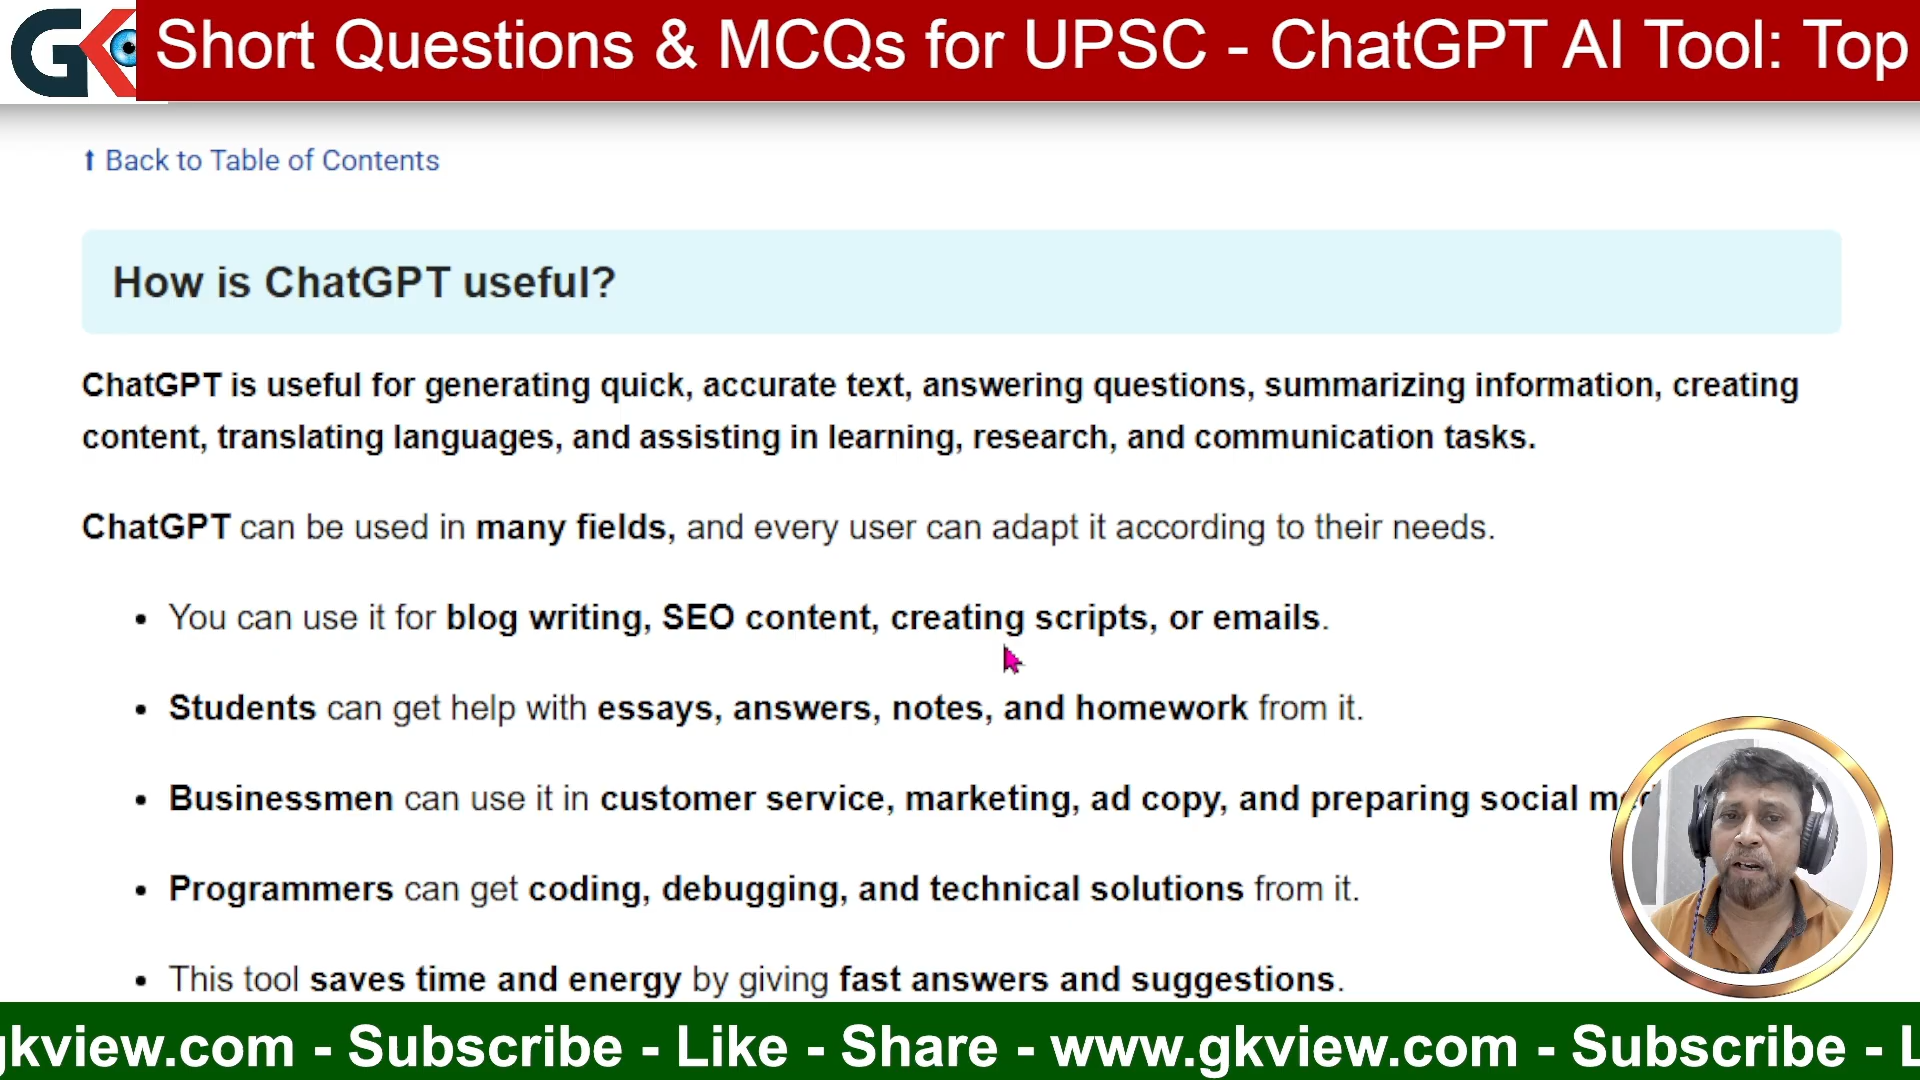 GK Short Questions & MCQs for UPSC - ChatGPT AI Tool: Top
⬆ Back to Table of Contents
How is ChatGPT useful?
ChatGPT is useful for generating quick, accurate text, answering questions, summarizing information, creating
content, translating languages, and assisting in learning, research, and communication tasks.
ChatGPT can be used in many fields, and every user can adapt it according to their needs.
• You can use it for blog writing, SEO content, creating scripts, or emails.
• Students can get help with essays, answers, notes, and homework from it.
• Businessmen can use it in customer service, marketing, ad copy, and preparing social
• Programmers can get coding, debugging, and technical solutions from it.
• This tool saves time and energy by giving fast answers and suggestions.
gkview.com - Subscribe - Like - Share - www.gkview.com - Subscribe - L